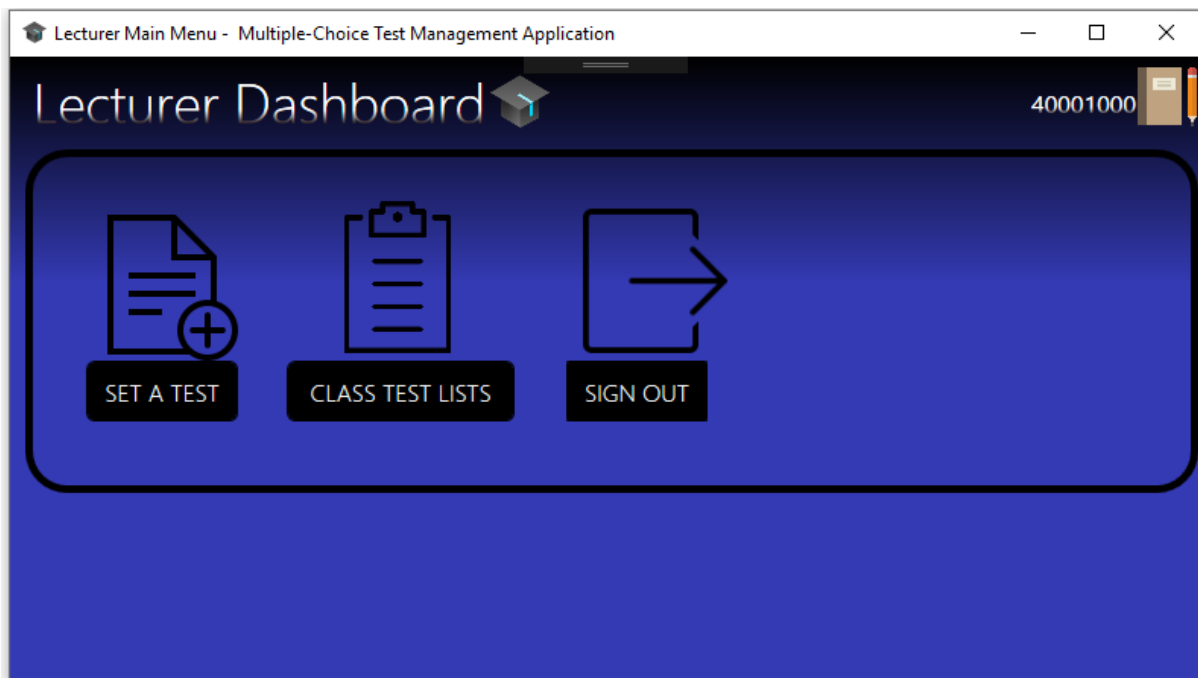 Lecturer Main Menu - Multiple-Choice Test Management Application
Lecturer Dashboard
40001000
SET A TEST
CLASS TEST LISTS
SIGN OUT